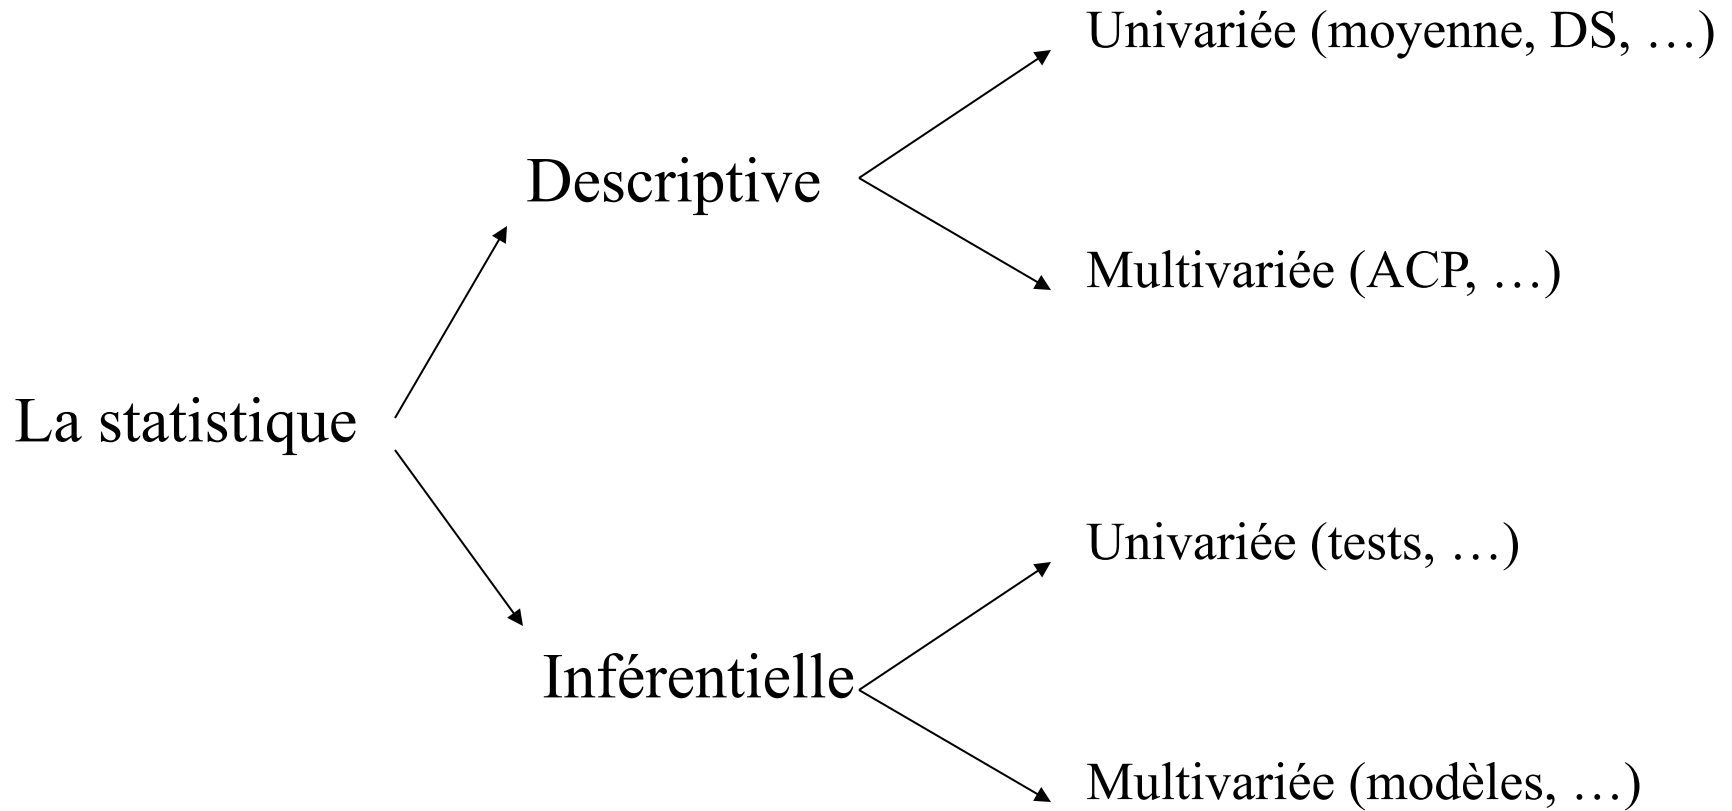 Univariée (moyenne, DS, …)
Descriptive
Multivariée (ACP, …)
La statistique
Univariée (tests, …)
Inférentielle
Multivariée (modèles, …)